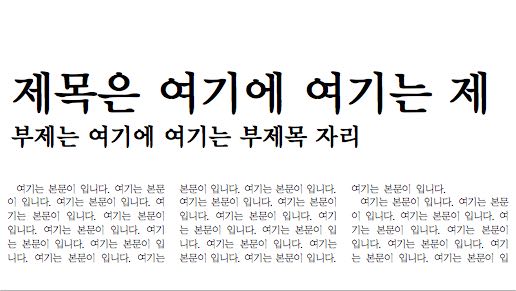 제목은 여기에 여기는 제
부제는 여기에 여기는 부제목 자리
여기는 본문이 입니다. 여기는 본문
이 입니다. 여기는 본문이 입니다. 여
기는 본문이 입니다. 여기는 본문이
입니다. 여기는 본문이 입니다. 여기
는 본문이 입니다. 여기는 본문이 입
니다. 여기는 본문이 입니다. 여기는
본문이 입니다. 여기는 본문이 입니다.
여기는 본문이 입니다. 여기는 본문이
입니다. 여기는 본문이 입니다. 여기
는 본문이 입니다. 여기는 본문이 입
니다. 여기는 본문이 입니다. 여기는
본문이 입니다. 여기는 본문이 입니다.
여기는 본문이 입니다.
여기는 본문이 입니다. 여기는 본문
이 입니다. 여기는 본문이 입니다. 여
기는 본문이 입니다. 여기는 본문이
입니다. 여기는 본문이 입니다. 여기
는 본문이 입니다. 여기는 본문이 입